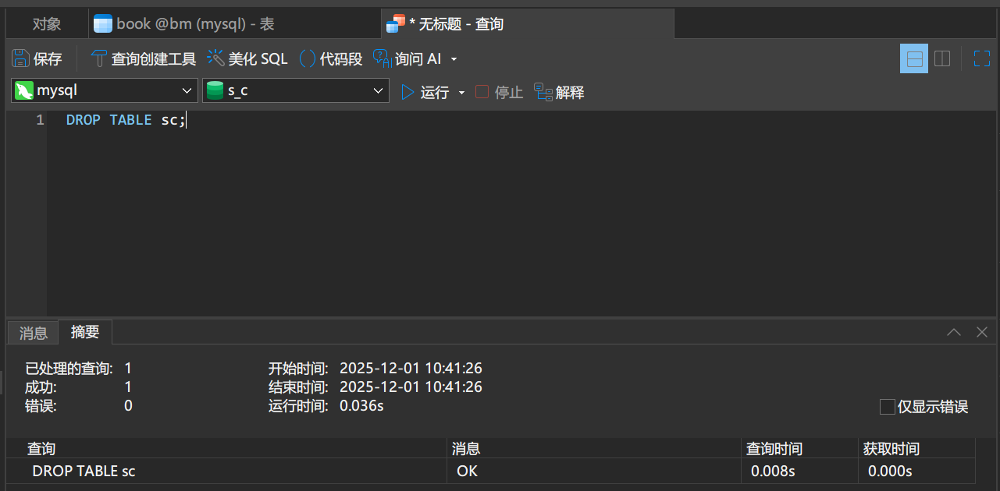 对象 book @bm (mysql) - 表 * 无标题 - 查询
保存 查询创建工具 美化 SQL () 代码段 询问 AI
mysql s_c 运行 停止 解释
1 DROP TABLE sc;
消息 摘要
已处理的查询: 1 开始时间: 2025-12-01 10:41:26
成功: 1 结束时间: 2025-12-01 10:41:26
错误: 0 运行时间: 0.036s
仅显示错误
查询 消息 查询时间 获取时间
DROP TABLE sc OK 0.008s 0.000s